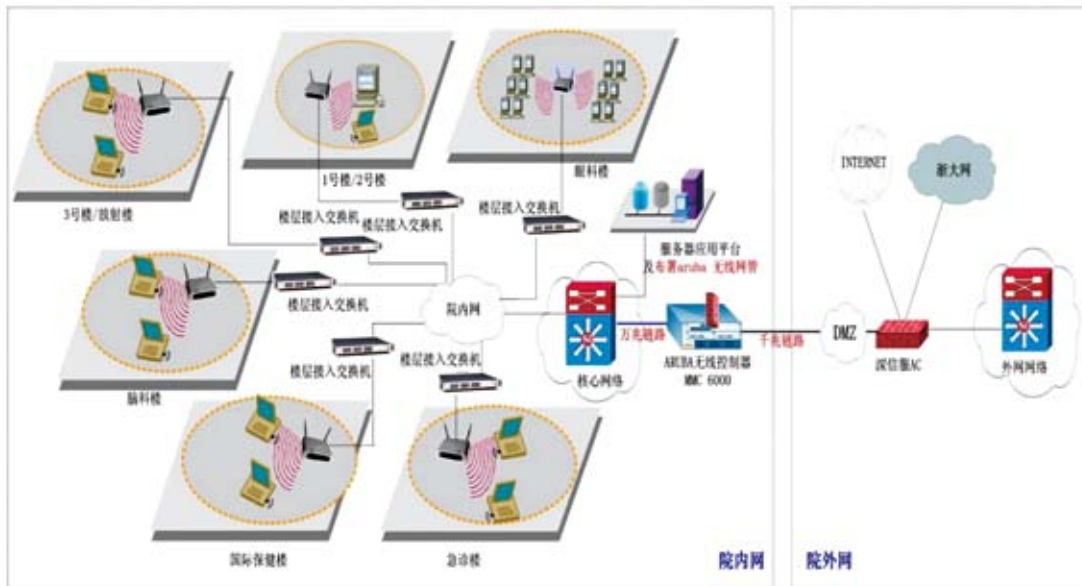 1号楼/2号楼
眼科楼
3号楼/放射楼
楼层接入交换机
楼层接入交换机
楼层接入交换机
服务器应用平台
及布署aruba 无线网管
INTERNET
浙大网
楼层接入交换机
院内网
脑科楼
楼层接入交换机
楼层接入交换机
万兆链路
核心网络
ARUBA无线控制器
MMC 6000
千兆链路
DMZ
深信服AC
外网网络
国际保健楼
急诊楼
院内网
院外网